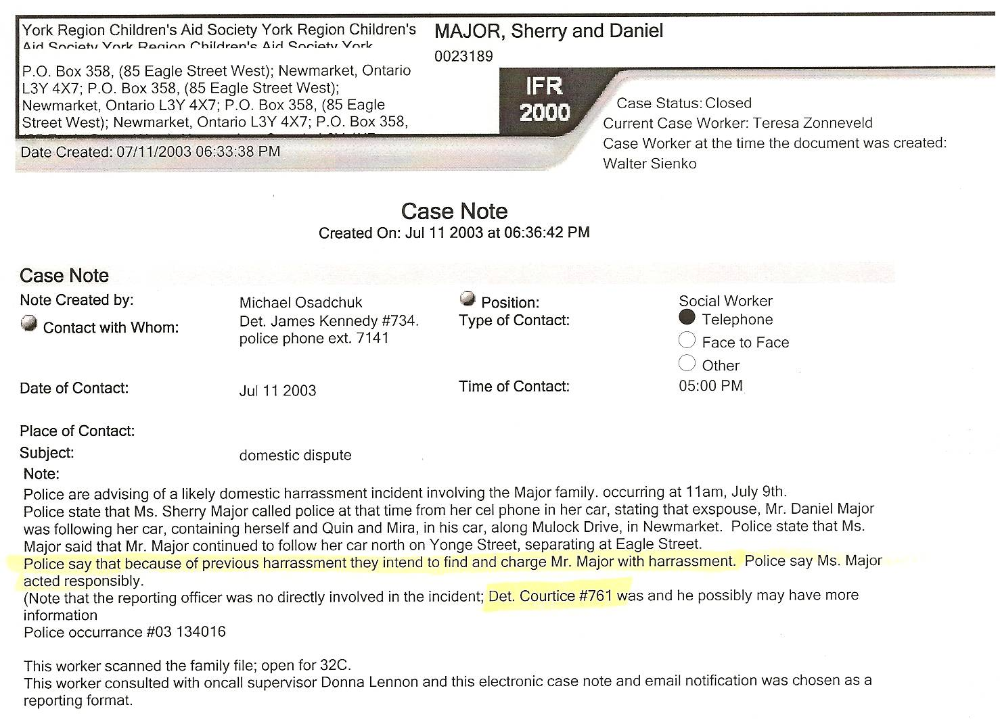 York Region Children's Aid Society York Region Children's
Aid Society York Region Children's Aid Society York
P.O. Box 358, (85 Eagle Street West); Newmarket, Ontario
L3Y 4X7; P.O. Box 358, (85 Eagle Street West);
Newmarket, Ontario L3Y 4X7; P.O. Box 358, (85 Eagle
Street West); Newmarket, Ontario L3Y 4X7; P.O. Box 358,
Date Created: 07/11/2003 06:33:38 PM
MAJOR, Sherry and Daniel
0023189
IFR
2000
Case Status: Closed
Current Case Worker: Teresa Zonneveld
Case Worker at the time the document was created:
Walter Sienko
Case Note
Created On: Jul 11 2003 at 06:36:42 PM
Case Note
Note Created by: Michael Osadchuk Position: Social Worker
Contact with Whom: Det. James Kennedy #734. Type of Contact: Telephone
police phone ext. 7141
Face to Face
Other
Date of Contact: Jul 11 2003 Time of Contact: 05:00 PM
Place of Contact:
Subject: domestic dispute
Note:
Police are advising of a likely domestic harrassment incident involving the Major family. occurring at 11am, July 9th.
Police state that Ms. Sherry Major called police at that time from her cel phone in her car, stating that exspouse, Mr. Daniel Major
was following her car, containing herself and Quin and Mira, in his car, along Mulock Drive, in Newmarket. Police state that Ms.
Major said that Mr. Major continued to follow her car north on Yonge Street, separating at Eagle Street.
Police say that because of previous harrassment they intend to find and charge Mr. Major with harrassment. Police say Ms. Major
acted responsibly.
(Note that the reporting officer was no directly involved in the incident; Det. Courtice #761 was and he possibly may have more
information
Police occurrance #03 134016
This worker scanned the family file; open for 32C.
This worker consulted with oncall supervisor Donna Lennon and this electronic case note and email notification was chosen as a
reporting format.